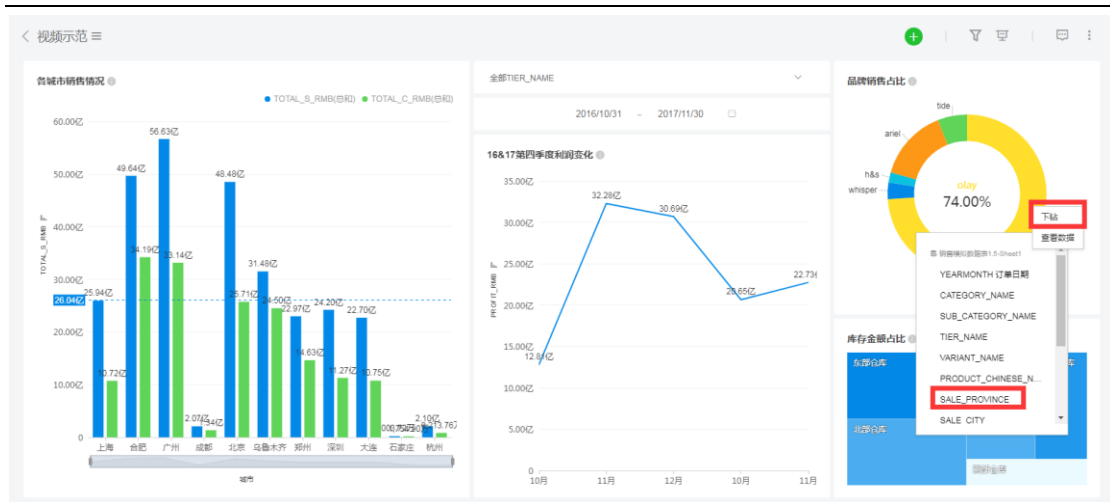 视频示范
各城市销售情况
TOTAL_S_RMB(总和) TOTAL_C_RMB(总和)
60.00亿
50.00亿
40.00亿
30.00亿
26.04亿
20.00亿
10.00亿
0
TOTAL_S_RMB
25.94亿
10.72亿
49.64亿
34.19亿
56.63亿
33.14亿
2.07亿
48.48亿
25.71亿
31.48亿
24.50亿
22.97亿
14.63亿
24.20亿
11.27亿
22.70亿
10.75亿
2.10亿
上海 合肥 广州 成都 北京 乌鲁木齐 郑州 深圳 大连 石家庄 杭州
城市
全部TIER_NAME
2016/10/31 - 2017/11/30
16&17第四季度利润变化
35.00亿
30.00亿
25.00亿
20.00亿
15.00亿
10.00亿
5.00亿
0
PROFIT_RMB
12.81亿
32.28亿
30.69亿
20.65亿
22.73
10月 11月 12月 10月 11月
品牌销售占比
tide
ariel
h&s
whisper
olay
74.00%
下钻
查看数据
销售模拟数据源1.5-Sheet1
YEARMONTH 订单日期
CATEGORY_NAME
SUB_CATEGORY_NAME
TIER_NAME
VARIANT_NAME
PRODUCT_CHINESE_N...
SALE_PROVINCE
SALE_CITY
库存金额占比
东部仓库
北部仓库